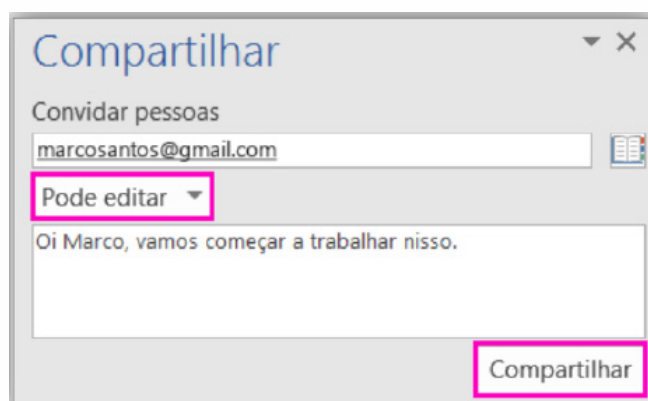 Compartilhar
Convidar pessoas
marcosantos@gmail.com
Pode editar
Oi Marco, vamos começar a trabalhar nisso.
Compartilhar